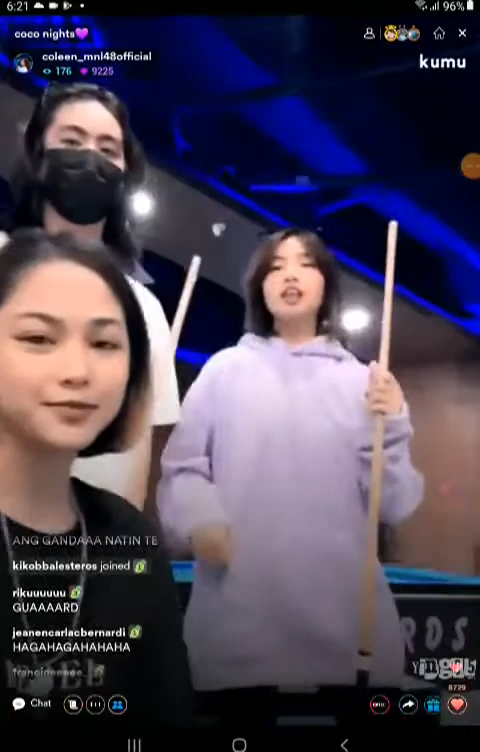 6:21
96%
coco nights💜
coleen_mnl48official
176 9225
kumu
ANG GANDAAA NATIN TE
kikobbalesteros joined
rikuuuuuu
GUAAAARD
jeanencarlacbernardi
HAGAHAGAHAHAHA
8729
Chat